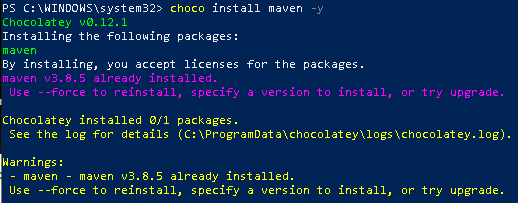 PS C:\WINDOWS\system32> choco install maven -y
Chocolatey v0.12.1
Installing the following packages:
maven
By installing, you accept licenses for the packages.
maven v3.8.5 already installed.
 Use --force to reinstall, specify a version to install, or try upgrade.

Chocolatey installed 0/1 packages.
 See the log for details (C:\ProgramData\chocolatey\logs\chocolatey.log).

Warnings:
 - maven - maven v3.8.5 already installed.
 Use --force to reinstall, specify a version to install, or try upgrade.